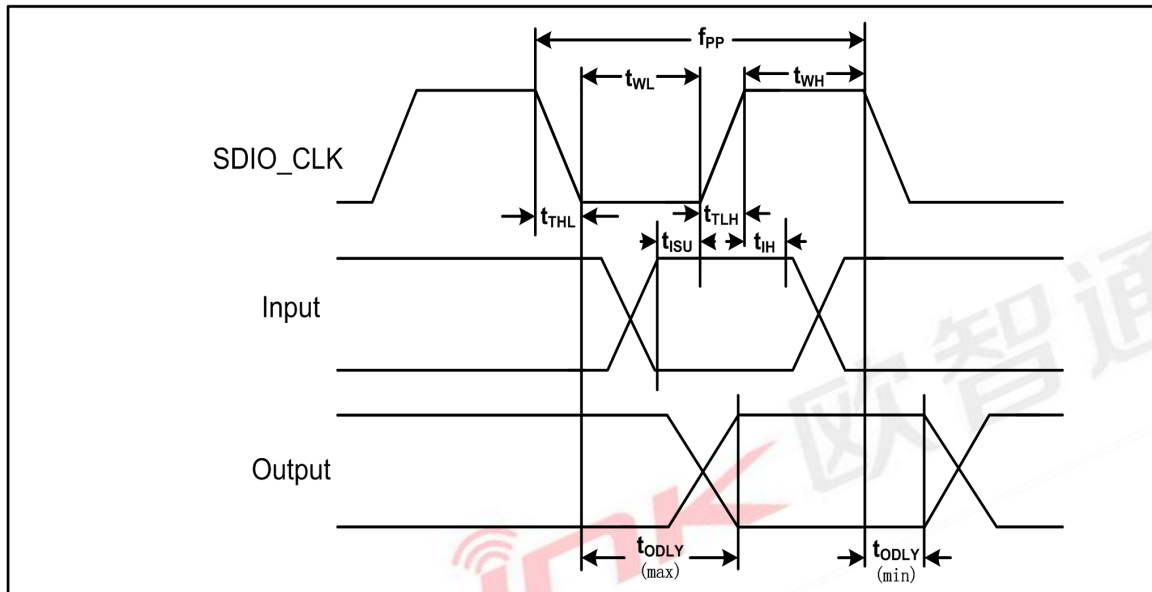 fPP
tWL
tWH
SDIO_CLK
tTHL
tTLH
tISU
tIH
Input
Output
tODLY
(max)
tODLY
(min)
欧智通